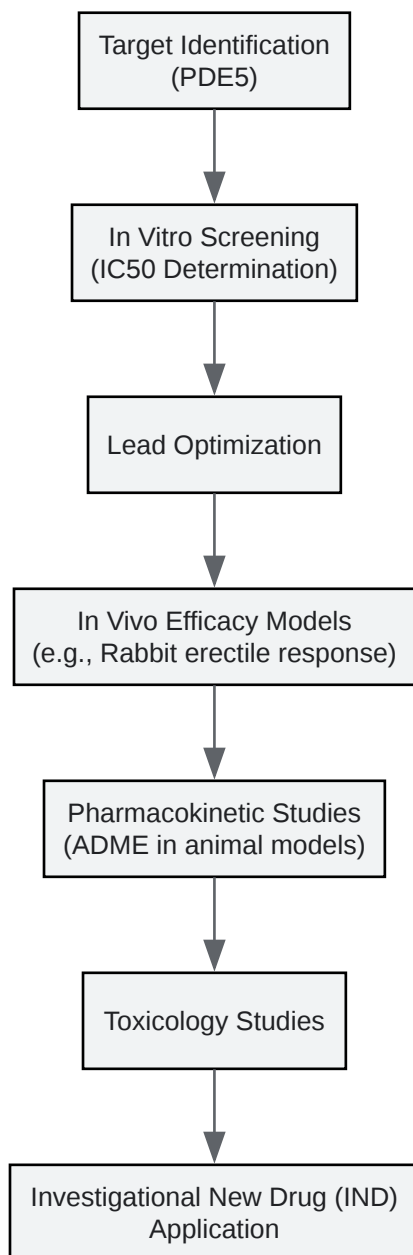 Target Identification
(PDE5)
In Vitro Screening
(IC50 Determination)
Lead Optimization
In Vivo Efficacy Models
(e.g., Rabbit erectile response)
Pharmacokinetic Studies
(ADME in animal models)
Toxicology Studies
Investigational New Drug (IND)
Application